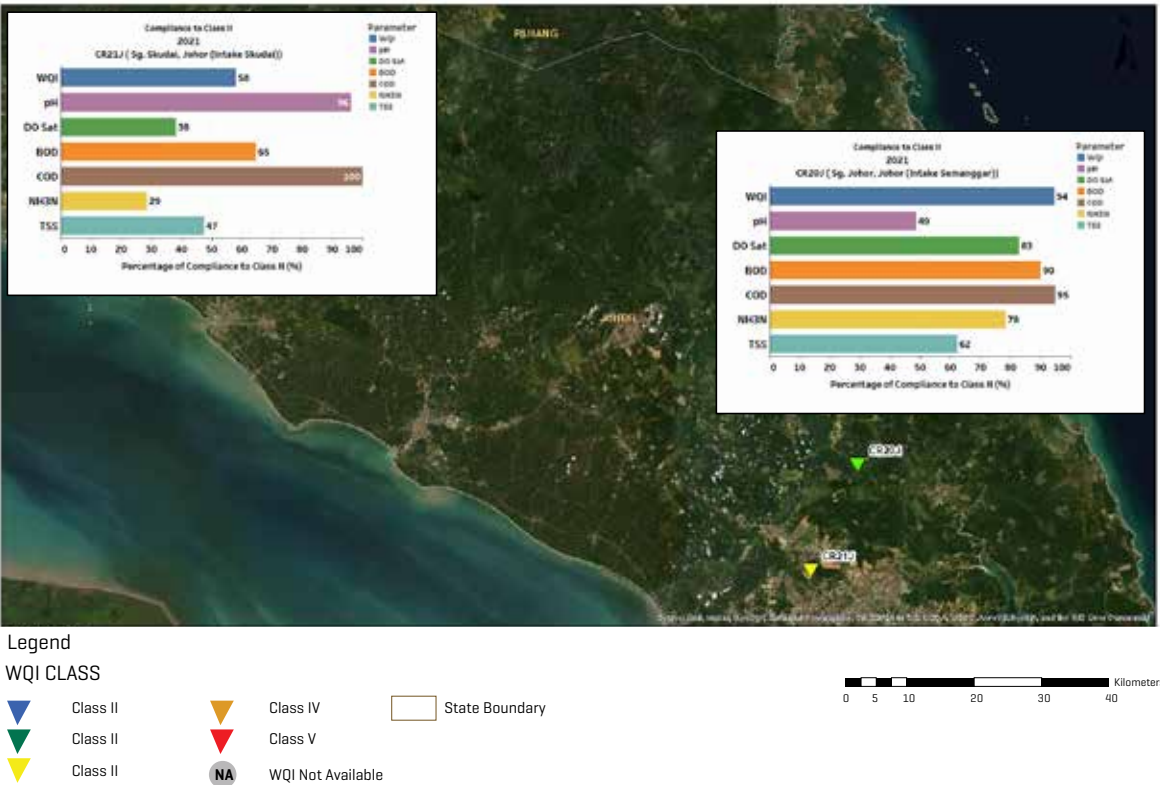 Compliance to Class II
2021
CR21J ( Sg. Skudai, Johor (Intake Skudai))
Parameter
WQI
pH
DO Sat
BOD
COD
NH3N
TSS
WQI 58
pH 96
DO Sat 38
BOD 65
COD 100
NH3N 29
TSS 47
0 10 20 30 40 50 60 70 80 90 100
Percentage of Compliance to Class II (%)
PAHANG
JOHOR
Compliance to Class II
2021
CR20J ( Sg. Johor, Johor (Intake Semanggar))
Parameter
WQI
pH
DO Sat
BOD
COD
NH3N
TSS
WQI 94
pH 49
DO Sat 83
BOD 90
COD 95
NH3N 78
TSS 62
0 10 20 30 40 50 60 70 80 90 100
Percentage of Compliance to Class II (%)
CR20J
CR21J
Legend
WQI CLASS
Class II
Class II
Class II
Class IV
Class V
NA WQI Not Available
State Boundary
Kilometer
0 5 10 20 30 40